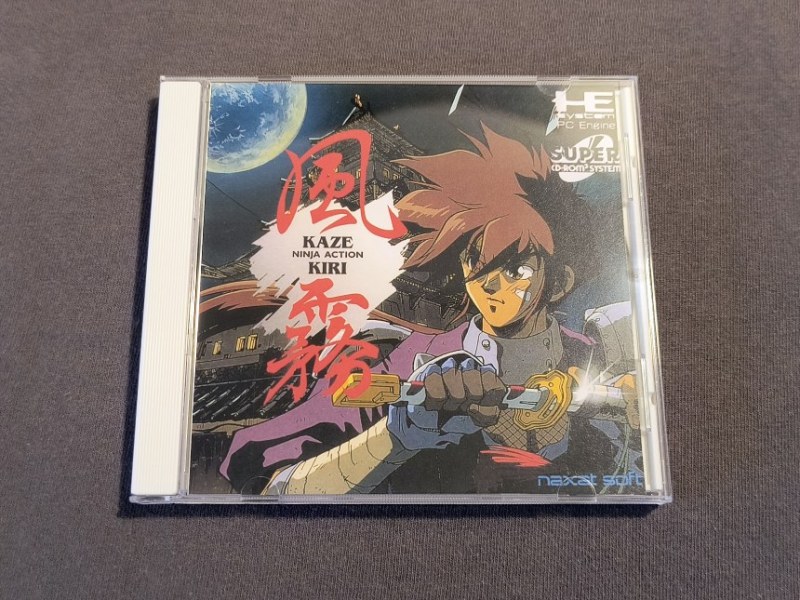 風
KAZE
NINJA ACTION
KIRI
霧
HE
system
PC Engine
SUPER
CD-ROM² SYSTEM
naxat soft